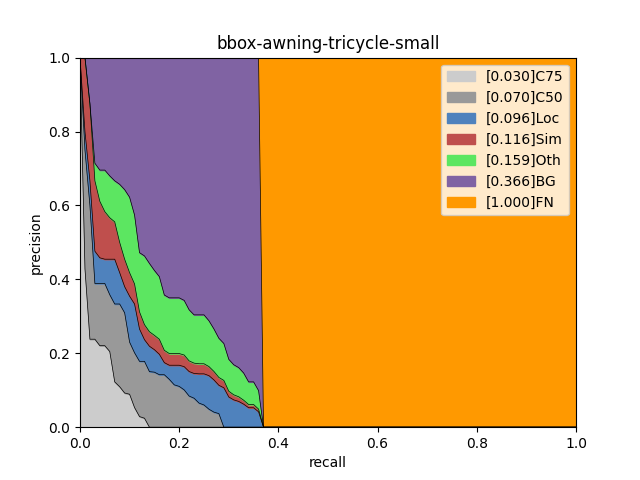 bbox-awning-tricycle-small
1.0
0.8
0.6
0.4
0.2
0.0
precision
[0.030]C75
[0.070]C50
[0.096]Loc
[0.116]Sim
[0.159]Oth
[0.366]BG
[1.000]FN
0.0 0.2 0.4 0.6 0.8 1.0
recall